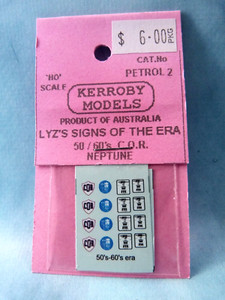 $ 6.00 PKG
CAT.No
PETROL 2
'HO'
SCALE
KERROBY
MODELS
PRODUCT OF AUSTRALIA
LYZ'S SIGNS OF THE ERA
50 / 60's C.O.R.
NEPTUNE
50's-60's era